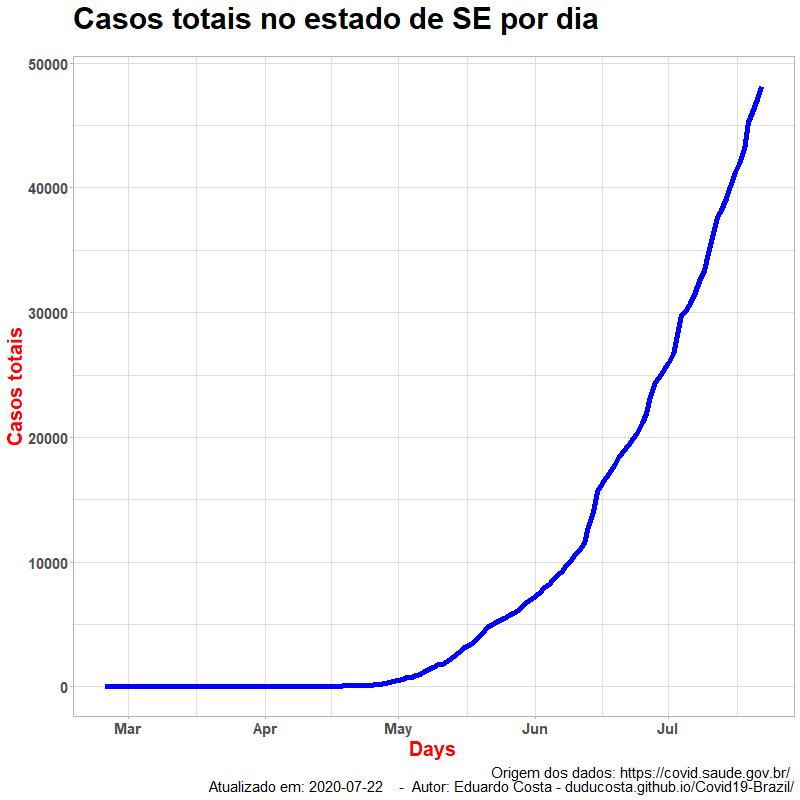 Casos totais no estado de SE por dia
50000
40000
30000
20000
10000
0
Casos totais
Mar Apr May Jun Jul
Days
Origem dos dados: https://covid.saude.gov.br/
Atualizado em: 2020-07-22 - Autor: Eduardo Costa - duducosta.github.io/Covid19-Brazil/